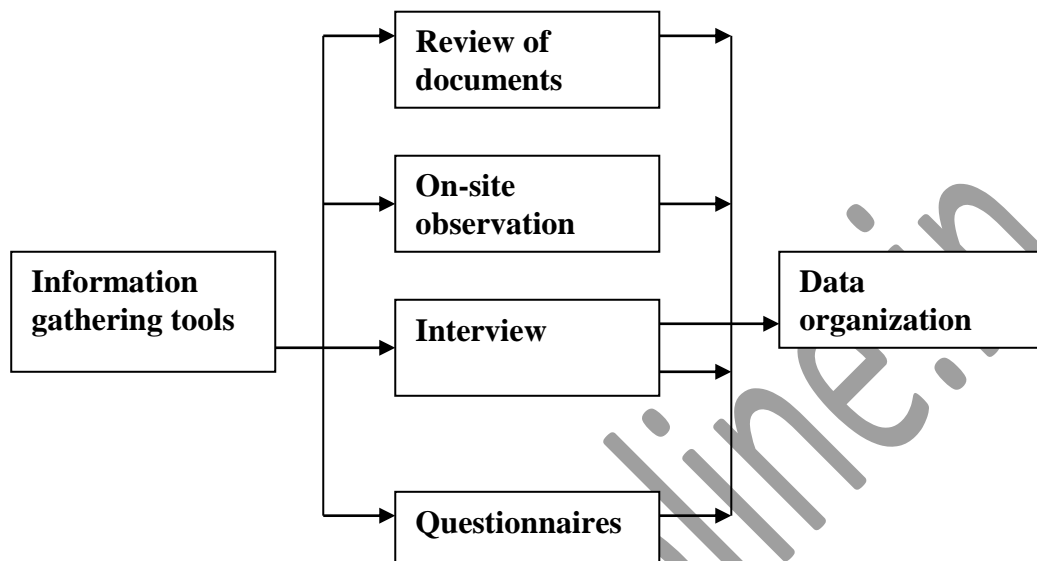 Review of
documents
On-site
observation
Information
gathering tools
Interview
Data
organization
Questionnaires